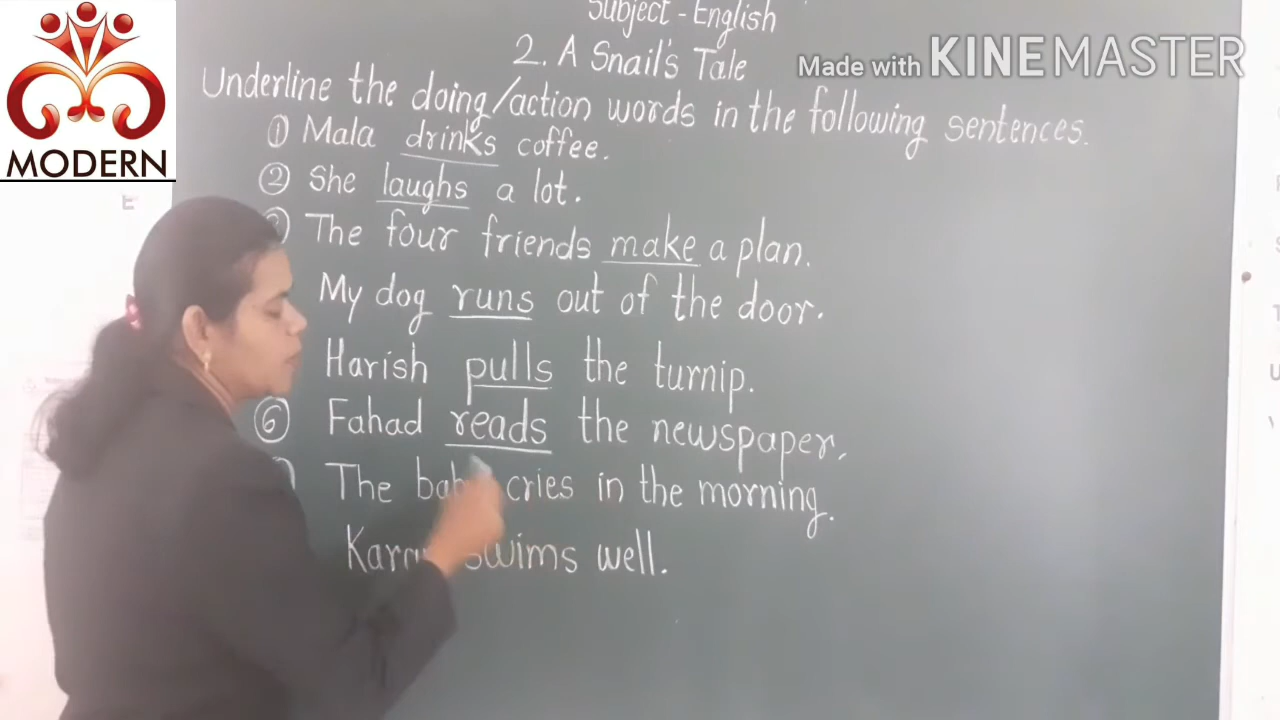 Subject - English
2. A Snail's Tale
Made with KINEMASTER
Underline the doing/action words in the following sentences.
MODERN
① Mala drinks coffee.
② She laughs a lot.
The four friends make a plan.
My dog runs out of the door.
Harish pulls the turnip.
⑥ Fahad reads the newspaper.
The cries in the morning.
swims well.